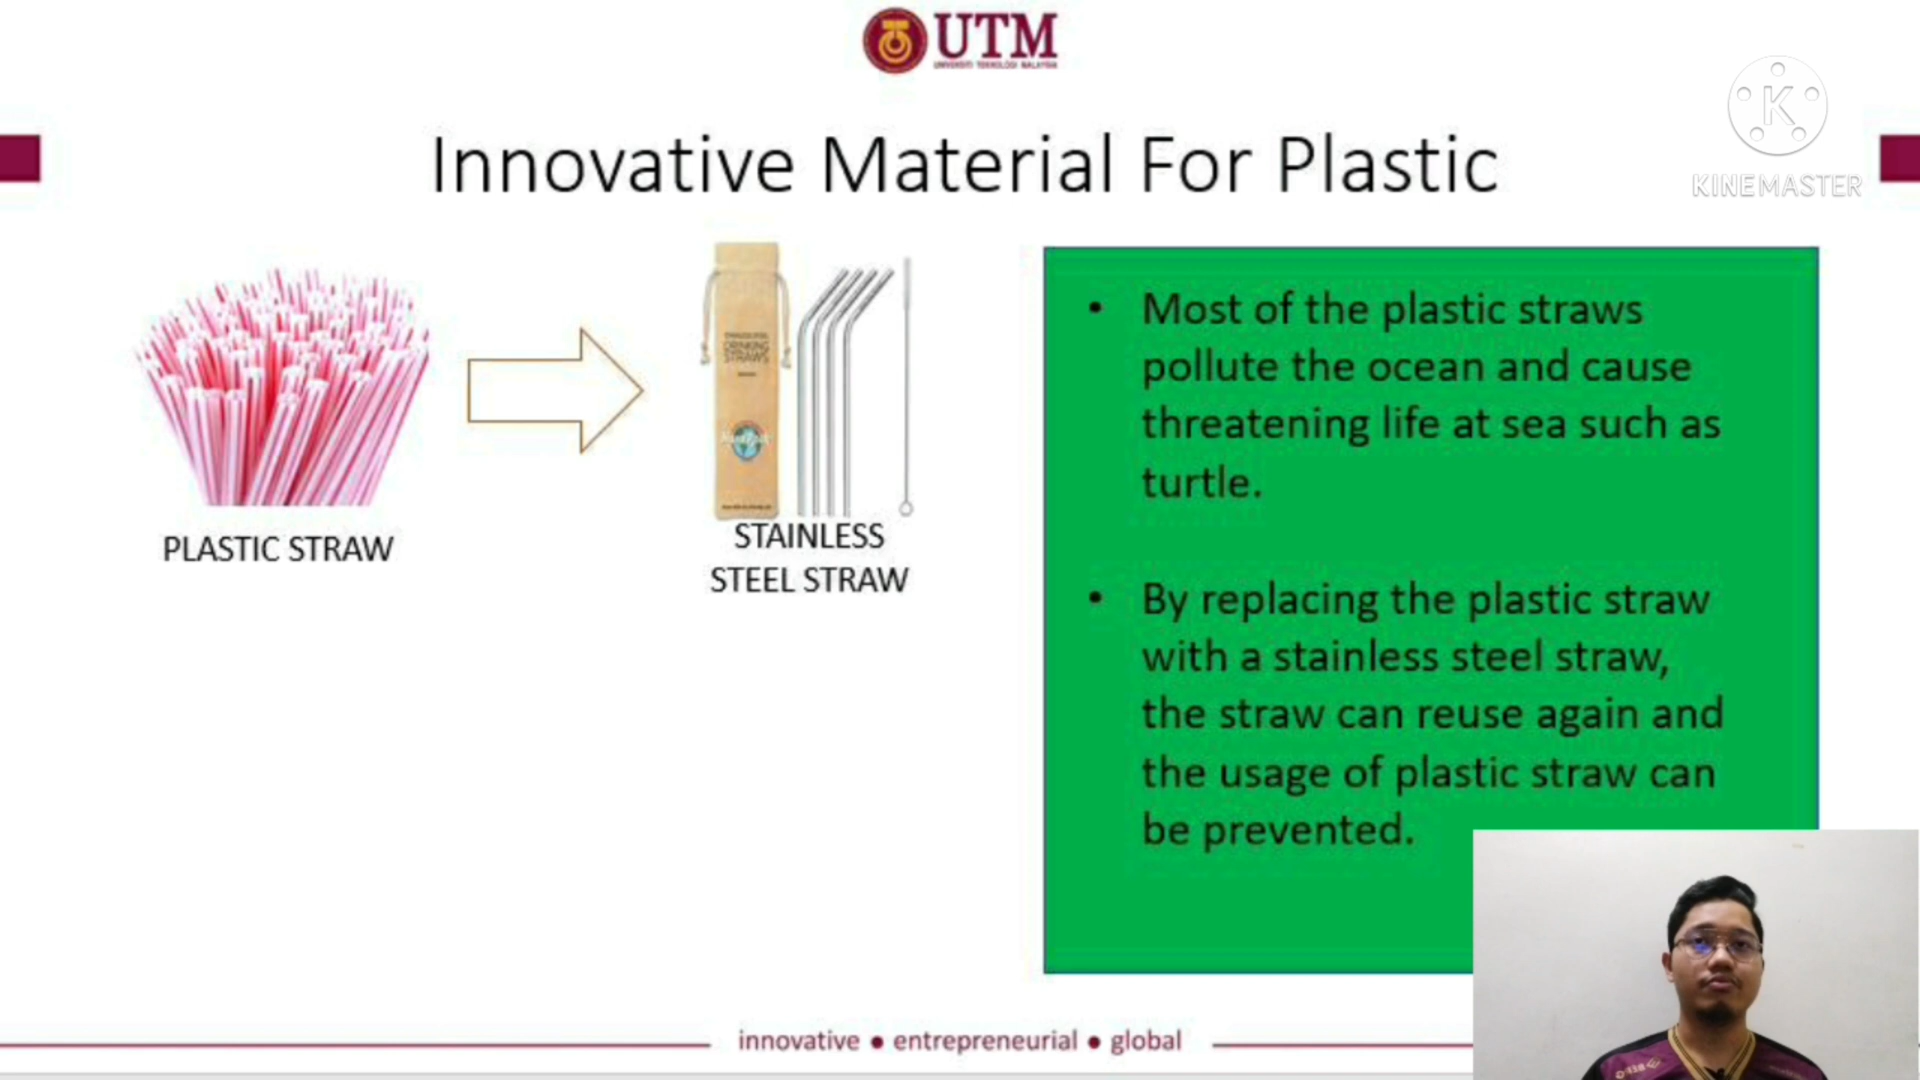 UTM
UNIVERSITI TEKNOLOGI MALAYSIA
KINEMASTER
Innovative Material For Plastic
DRINKING
STRAWS
PLASTIC STRAW
STAINLESS
STEEL STRAW
• Most of the plastic straws
pollute the ocean and cause
threatening life at sea such as
turtle.
• By replacing the plastic straw
with a stainless steel straw,
the straw can reuse again and
the usage of plastic straw can
be prevented.
innovative • entrepreneurial • global